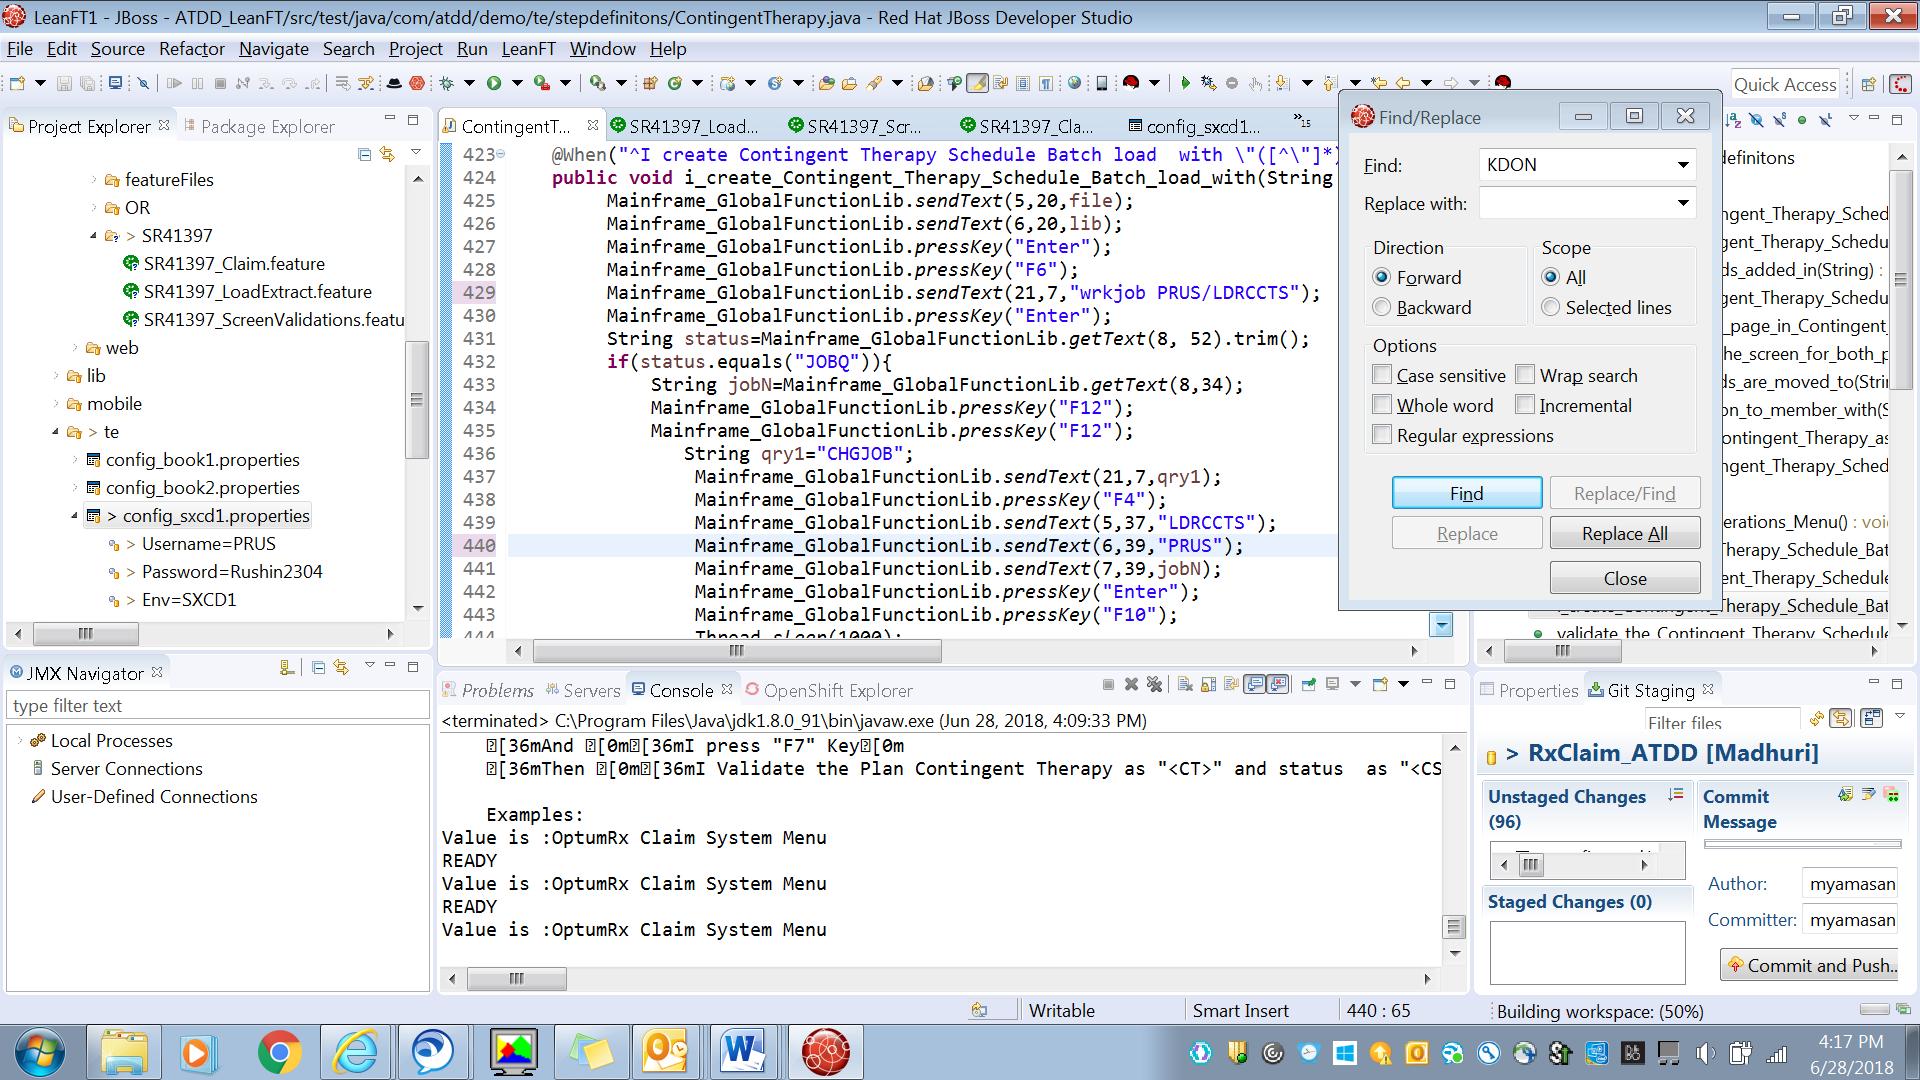 LeanFT1 - JBoss - ATDD_LeanFT/src/test/java/com/atdd/demo/te/stepdefinitons/ContingentTherapy.java - Red Hat JBoss Developer Studio
File Edit Source Refactor Navigate Search Project Run LeanFT Window Help
Quick Access
Project Explorer
Package Explorer
featureFiles
OR
> SR41397
SR41397_Claim.feature
SR41397_LoadExtract.feature
SR41397_ScreenValidations.featu
web
lib
mobile
> te
config_book1.properties
config_book2.properties
> config_sxcd1.properties
> Username=PRUS
> Password=Rushin2304
> Env=SXCD1
JMX Navigator
type filter text
Local Processes
Server Connections
User-Defined Connections
ContingentT...
SR41397_Load...
SR41397_Scr...
SR41397_Cla...
config_sxcd1...
»15
423 @When("^I create Contingent Therapy Schedule Batch load  with \"([^\"]*)
424 public void i_create_Contingent_Therapy_Schedule_Batch_load_with(String
425 Mainframe_GlobalFunctionLib.sendText(5,20,file);
426 Mainframe_GlobalFunctionLib.sendText(6,20,lib);
427 Mainframe_GlobalFunctionLib.pressKey("Enter");
428 Mainframe_GlobalFunctionLib.pressKey("F6");
429 Mainframe_GlobalFunctionLib.sendText(21,7,"wrkjob PRUS/LDRCCTS");
430 Mainframe_GlobalFunctionLib.pressKey("Enter");
431 String status=Mainframe_GlobalFunctionLib.getText(8, 52).trim();
432 if(status.equals("JOBQ")){
433 String jobN=Mainframe_GlobalFunctionLib.getText(8,34);
434 Mainframe_GlobalFunctionLib.pressKey("F12");
435 Mainframe_GlobalFunctionLib.pressKey("F12");
436 String qry1="CHGJOB";
437 Mainframe_GlobalFunctionLib.sendText(21,7,qry1);
438 Mainframe_GlobalFunctionLib.pressKey("F4");
439 Mainframe_GlobalFunctionLib.sendText(5,37,"LDRCCTS");
440 Mainframe_GlobalFunctionLib.sendText(6,39,"PRUS");
441 Mainframe_GlobalFunctionLib.sendText(7,39,jobN);
442 Mainframe_GlobalFunctionLib.pressKey("Enter");
443 Mainframe_GlobalFunctionLib.pressKey("F10");
444 Thread.sleep(1000);
Find/Replace
Find: KDON
Replace with:
Direction
Forward
Backward
Scope
All
Selected lines
Options
Case sensitive
Wrap search
Whole word
Incremental
Regular expressions
Find
Replace/Find
Replace
Replace All
Close
definitons
ngent_Therapy_Sched
gent_Therapy_Schedu
ds_added_in(String) :
ngent_Therapy_Schedu
_page_in_Contingent_
he_screen_for_both_p
ds_are_moved_to(Strin
on_to_member_with(S
ontingent_Therapy_as
ngent_Therapy_Sched
erations_Menu() : voi
Therapy_Schedule_B
gent_Therapy_Schedul
i_create_Contingent_Therapy_Schedule_Bat
validate_the_Contingent_Therapy_Schedule
Problems
Servers
Console
OpenShift Explorer
<terminated> C:\Program Files\Java\jdk1.8.0_91\bin\javaw.exe (Jun 28, 2018, 4:09:33 PM)
[36mAnd [0m[36mI press "F7" Key[0m
[36mThen [0m[36mI Validate the Plan Contingent Therapy as "<CT>" and status  as "<CS
Examples:
Value is :OptumRx Claim System Menu
READY
Value is :OptumRx Claim System Menu
READY
Value is :OptumRx Claim System Menu
Properties
Git Staging
Filter files
> RxClaim_ATDD [Madhuri]
Unstaged Changes (96)
Staged Changes (0)
Commit Message
Author: myamasan
Committer: myamasan
Commit and Push..
Writable
Smart Insert
440 : 65
Building workspace: (50%)
4:17 PM
6/28/2018